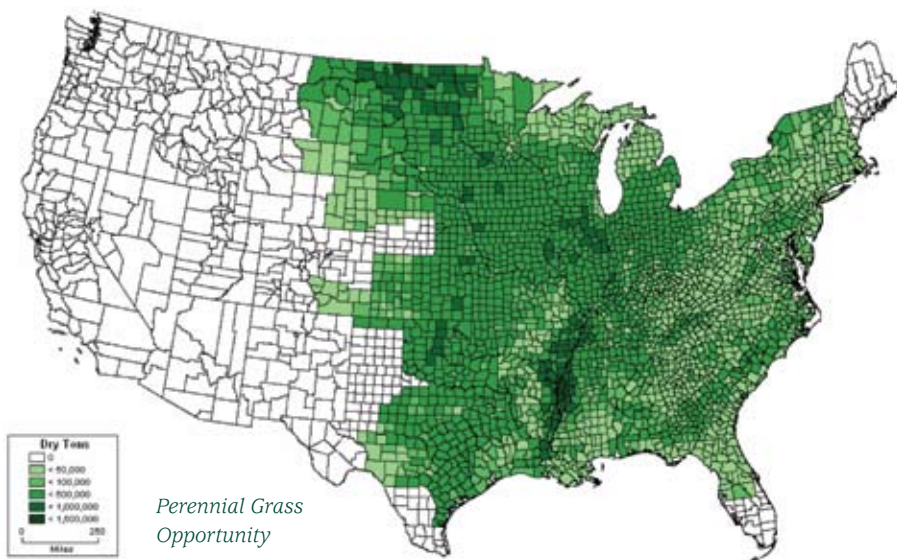 Dry Tons
0
< 50,000
< 100,000
< 500,000
< 1,000,000
< 1,500,000
0 250
Miles
Perennial Grass
Opportunity